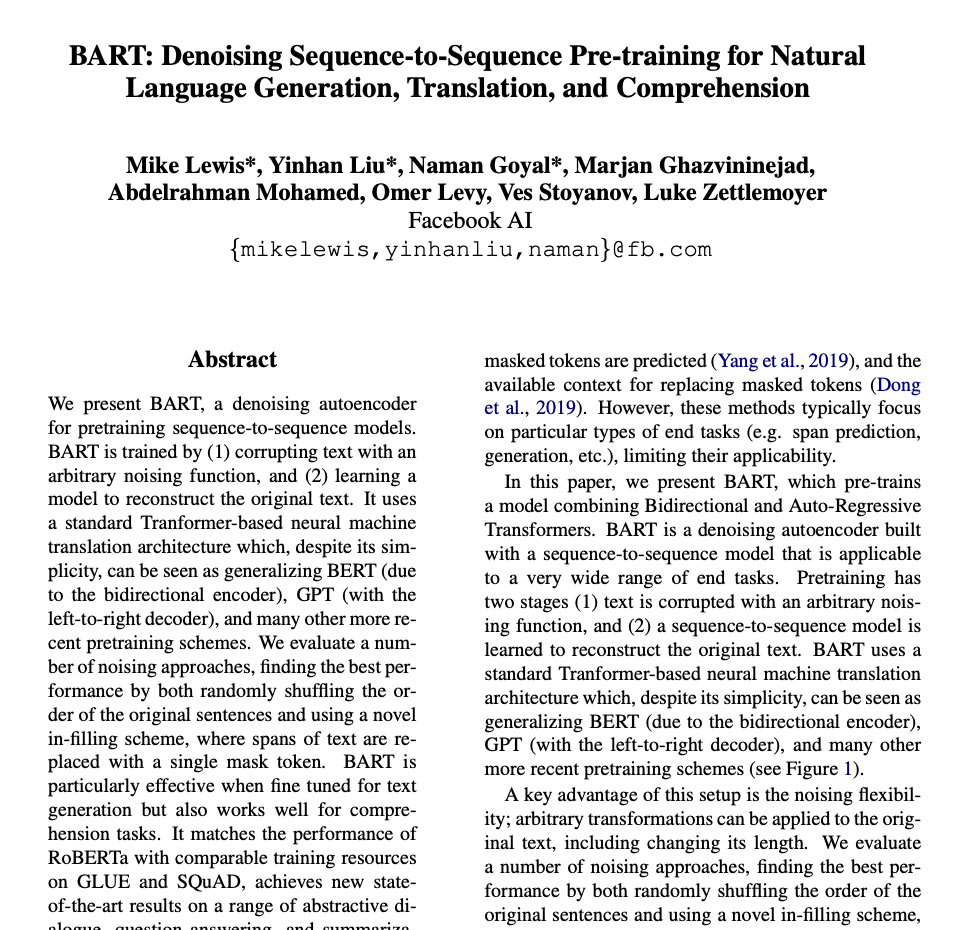 BART: Denoising Sequence-to-Sequence Pre-training for Natural
Language Generation, Translation, and Comprehension
Mike Lewis*, Yinhan Liu*, Naman Goyal*, Marjan Ghazvininejad,
Abdelrahman Mohamed, Omer Levy, Ves Stoyanov, Luke Zettlemoyer
Facebook AI
{mikelewis,yinhanliu,naman}@fb.com
Abstract
We present BART, a denoising autoencoder
for pretraining sequence-to-sequence models.
BART is trained by (1) corrupting text with an
arbitrary noising function, and (2) learning a
model to reconstruct the original text. It uses
a standard Tranformer-based neural machine
translation architecture which, despite its sim-
plicity, can be seen as generalizing BERT (due
to the bidirectional encoder), GPT (with the
left-to-right decoder), and many other more re-
cent pretraining schemes. We evaluate a num-
ber of noising approaches, finding the best per-
formance by both randomly shuffling the or-
der of the original sentences and using a novel
in-filling scheme, where spans of text are re-
placed with a single mask token. BART is
particularly effective when fine tuned for text
generation but also works well for compre-
hension tasks. It matches the performance of
RoBERTa with comparable training resources
on GLUE and SQuAD, achieves new state-
of-the-art results on a range of abstractive di-
alogue, question answering, and summariza-
masked tokens are predicted (Yang et al., 2019), and the
available context for replacing masked tokens (Dong
et al., 2019). However, these methods typically focus
on particular types of end tasks (e.g. span prediction,
generation, etc.), limiting their applicability.
In this paper, we present BART, which pre-trains
a model combining Bidirectional and Auto-Regressive
Transformers. BART is a denoising autoencoder built
with a sequence-to-sequence model that is applicable
to a very wide range of end tasks. Pretraining has
two stages (1) text is corrupted with an arbitrary nois-
ing function, and (2) a sequence-to-sequence model is
learned to reconstruct the original text. BART uses a
standard Tranformer-based neural machine translation
architecture which, despite its simplicity, can be seen as
generalizing BERT (due to the bidirectional encoder),
GPT (with the left-to-right decoder), and many other
more recent pretraining schemes (see Figure 1).
A key advantage of this setup is the noising flexibil-
ity; arbitrary transformations can be applied to the orig-
inal text, including changing its length. We evaluate
a number of noising approaches, finding the best per-
formance by both randomly shuffling the order of the
original sentences and using a novel in-filling scheme,